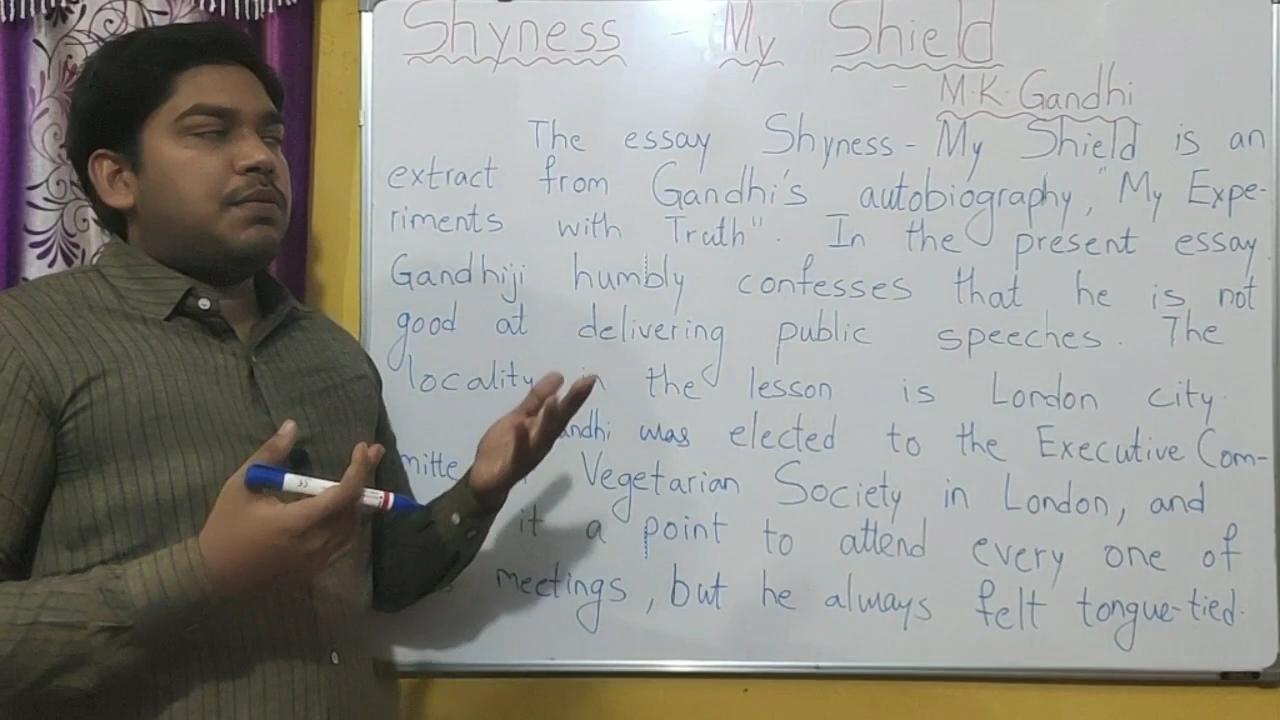 Shyness - My Shield
- M.K. Gandhi
The essay Shyness - My Shield is an
extract from Gandhi's autobiography, "My Expe-
riments with Truth". In the present essay
Gandhiji humbly confesses that he is not
good at delivering public speeches. The
locality in the lesson is London city.
andhi was elected to the Executive Com-
mitte Vegetarian Society in London, and
it a point to attend every one of
meetings, but he always felt tongue-tied.